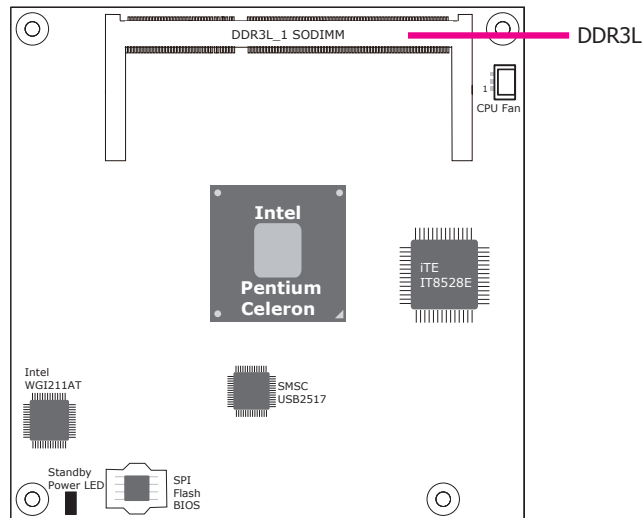 DDR3L_1 SODIMM
DDR3L
1
CPU Fan
Intel
Pentium
Celeron
iTE
IT8528E
Intel
WGI211AT
SMSC
USB2517
Standby
Power LED
SPI
Flash
BIOS